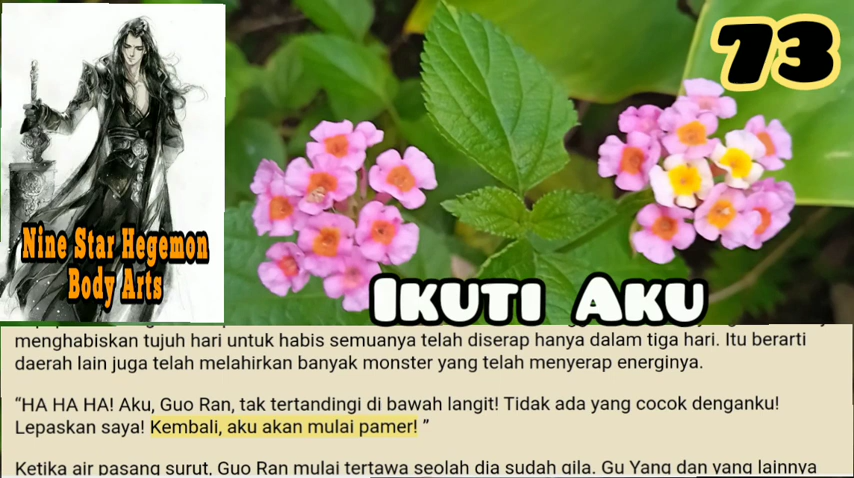 73
Nine Star Hegemon
Body Arts
IKUTI AKU
menghabiskan tujuh hari untuk habis semuanya telah diserap hanya dalam tiga hari. Itu berarti
daerah lain juga telah melahirkan banyak monster yang telah menyerap energinya.
“HA HA HA! Aku, Guo Ran, tak tertandingi di bawah langit! Tidak ada yang cocok denganku!
Lepaskan saya! Kembali, aku akan mulai pamer! ”
Ketika air pasang surut, Guo Ran mulai tertawa seolah dia sudah gila. Gu Yang dan yang lainnya